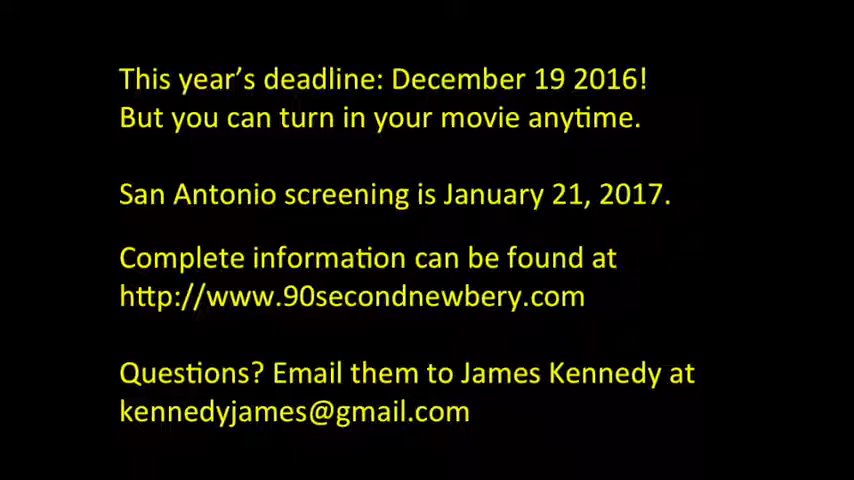 This year’s deadline: December 19 2016!
But you can turn in your movie anytime.
San Antonio screening is January 21, 2017.
Complete information can be found at
http://www.90secondnewbery.com
Questions? Email them to James Kennedy at
kennedyjames@gmail.com